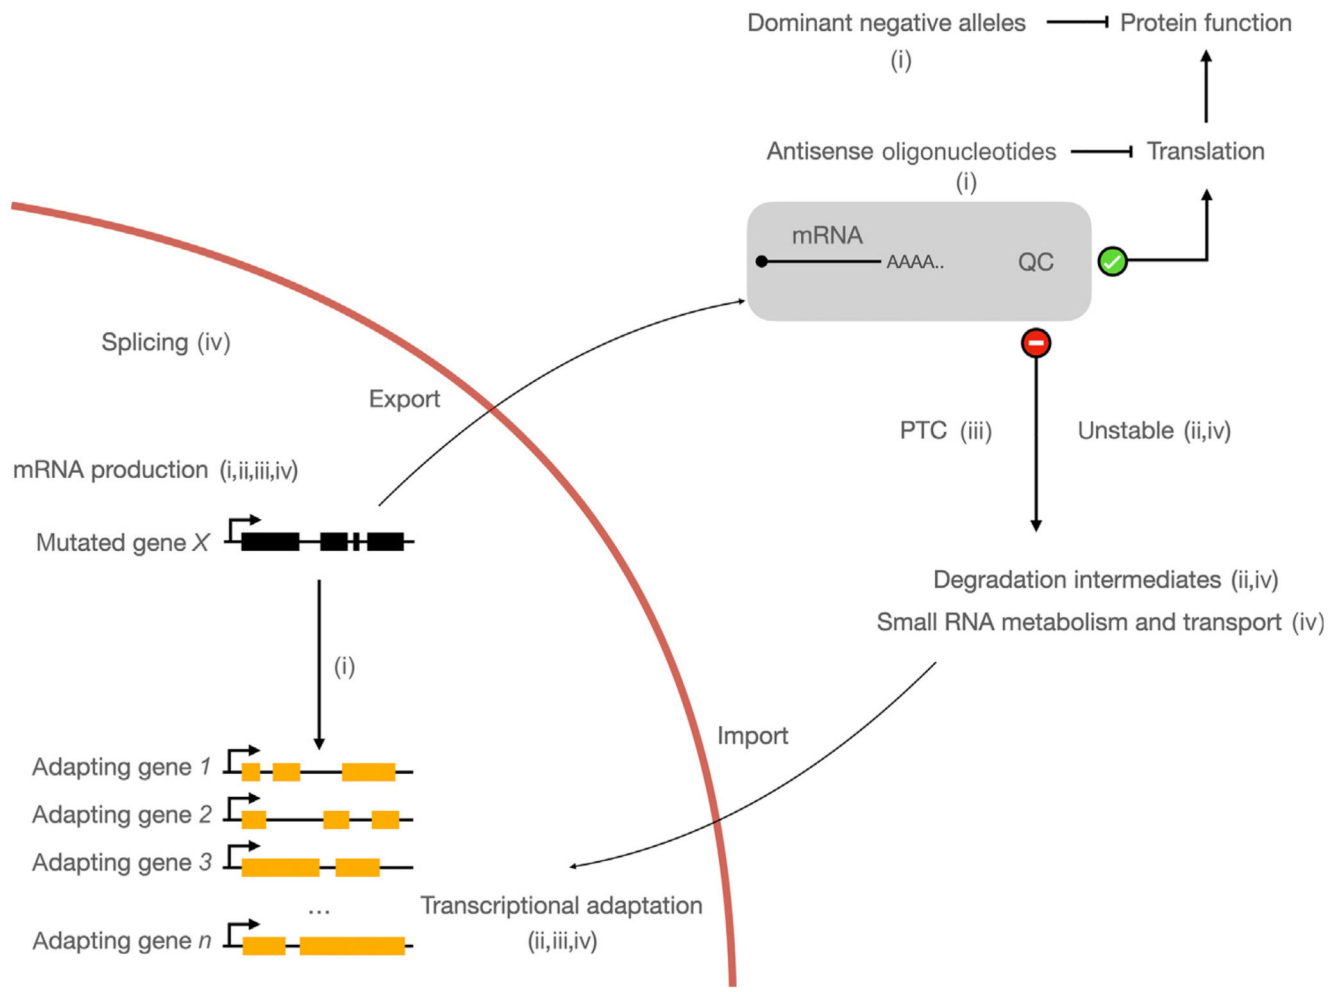 Dominant negative alleles
Protein function
(i)
Antisense oligonucleotides
Translation
(i)
mRNA
AAAA..
QC
Splicing (iv)
Export
PTC (iii)
Unstable (ii,iv)
mRNA production (i,ii,iii,iv)
Mutated gene X
Degradation intermediates (ii,iv)
Small RNA metabolism and transport (iv)
(i)
Import
Adapting gene 1
Adapting gene 2
Adapting gene 3
...
Adapting gene n
Transcriptional adaptation
(ii,iii,iv)